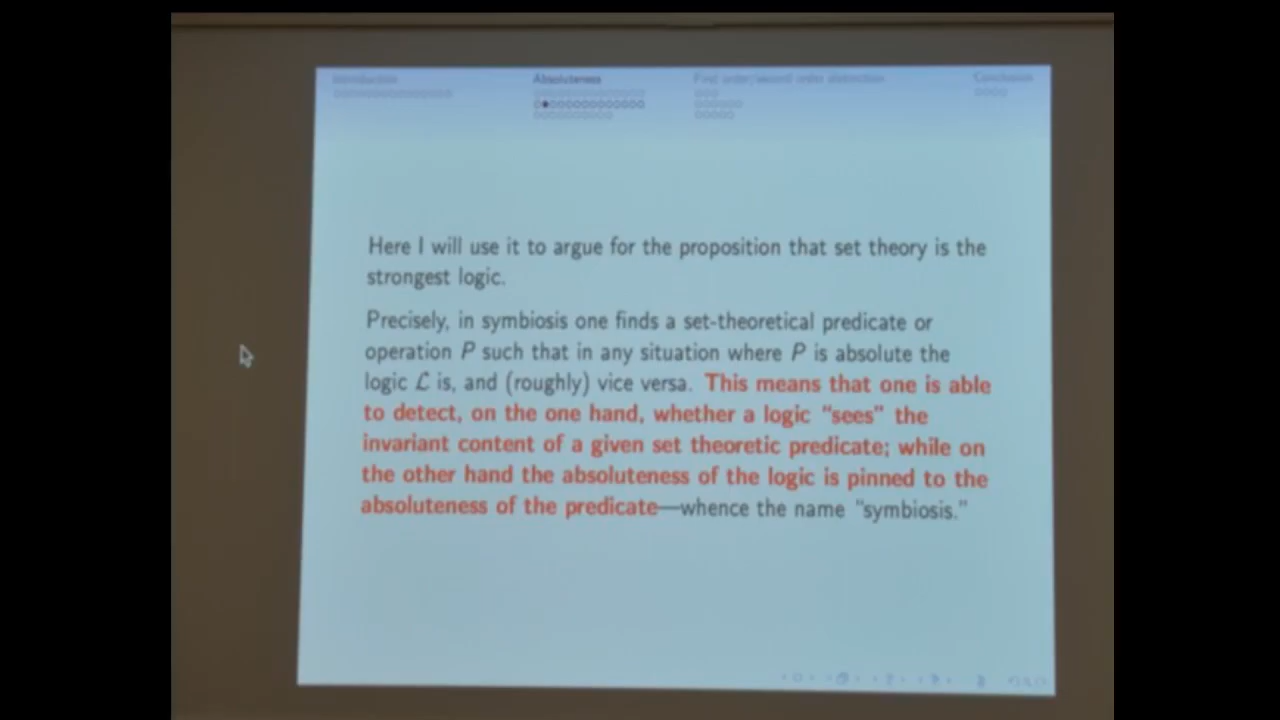 Introduction Absoluteness First order/second order distinction Conclusion
Here I will use it to argue for the proposition that set theory is the
strongest logic.
Precisely, in symbiosis one finds a set-theoretical predicate or
operation P such that in any situation where P is absolute the
logic ℒ is, and (roughly) vice versa. This means that one is able
to detect, on the one hand, whether a logic "sees" the
invariant content of a given set theoretic predicate; while on
the other hand the absoluteness of the logic is pinned to the
absoluteness of the predicate—whence the name "symbiosis."